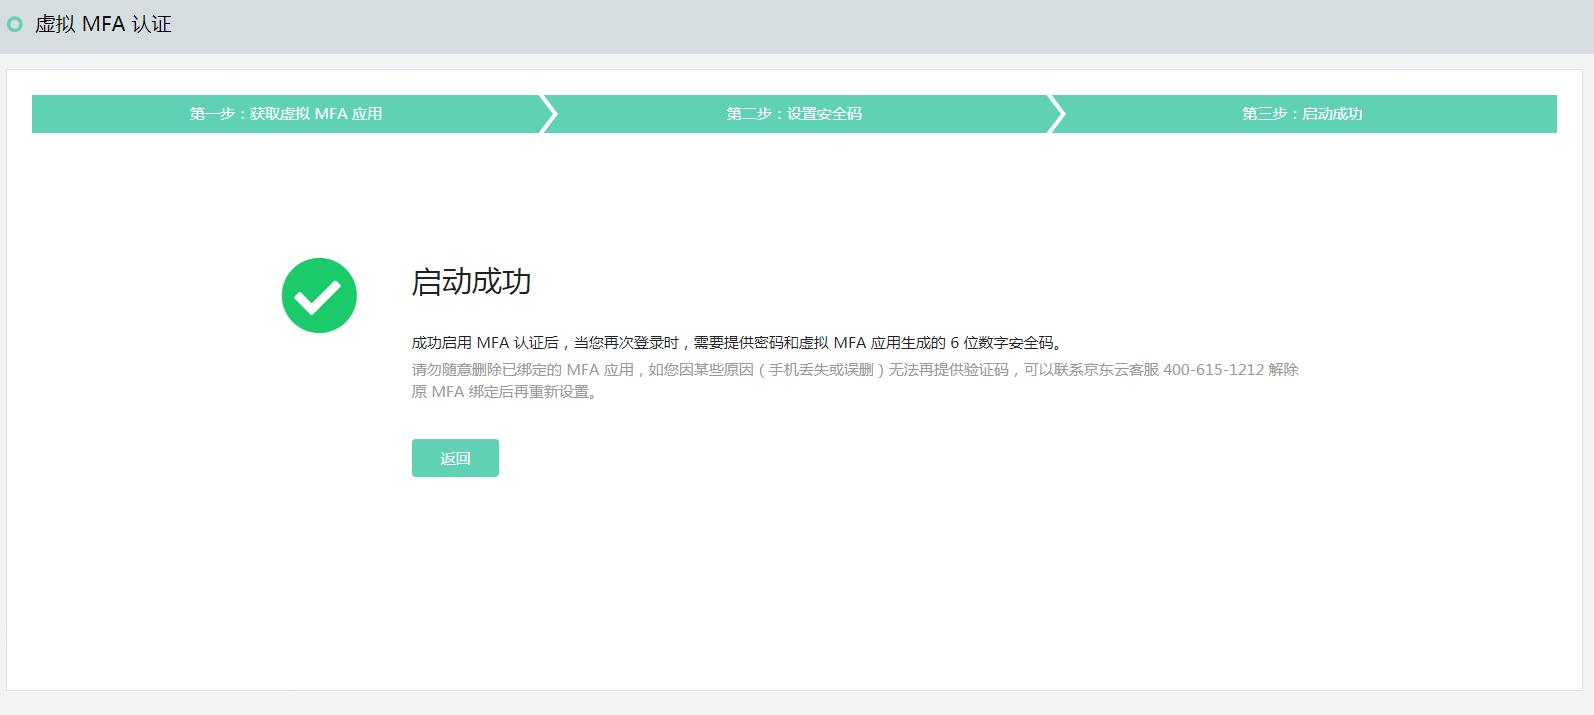 虚拟 MFA 认证
第一步：获取虚拟 MFA 应用
第二步：设置安全码
第三步：启动成功
启动成功
成功启用 MFA 认证后，当您再次登录时，需要提供密码和虚拟 MFA 应用生成的 6 位数字安全码。
请勿随意删除已绑定的 MFA 应用，如您因某些原因（手机丢失或误删）无法再提供验证码，可以联系京东云客服 400-615-1212 解除
原 MFA 绑定后再重新设置。
返回